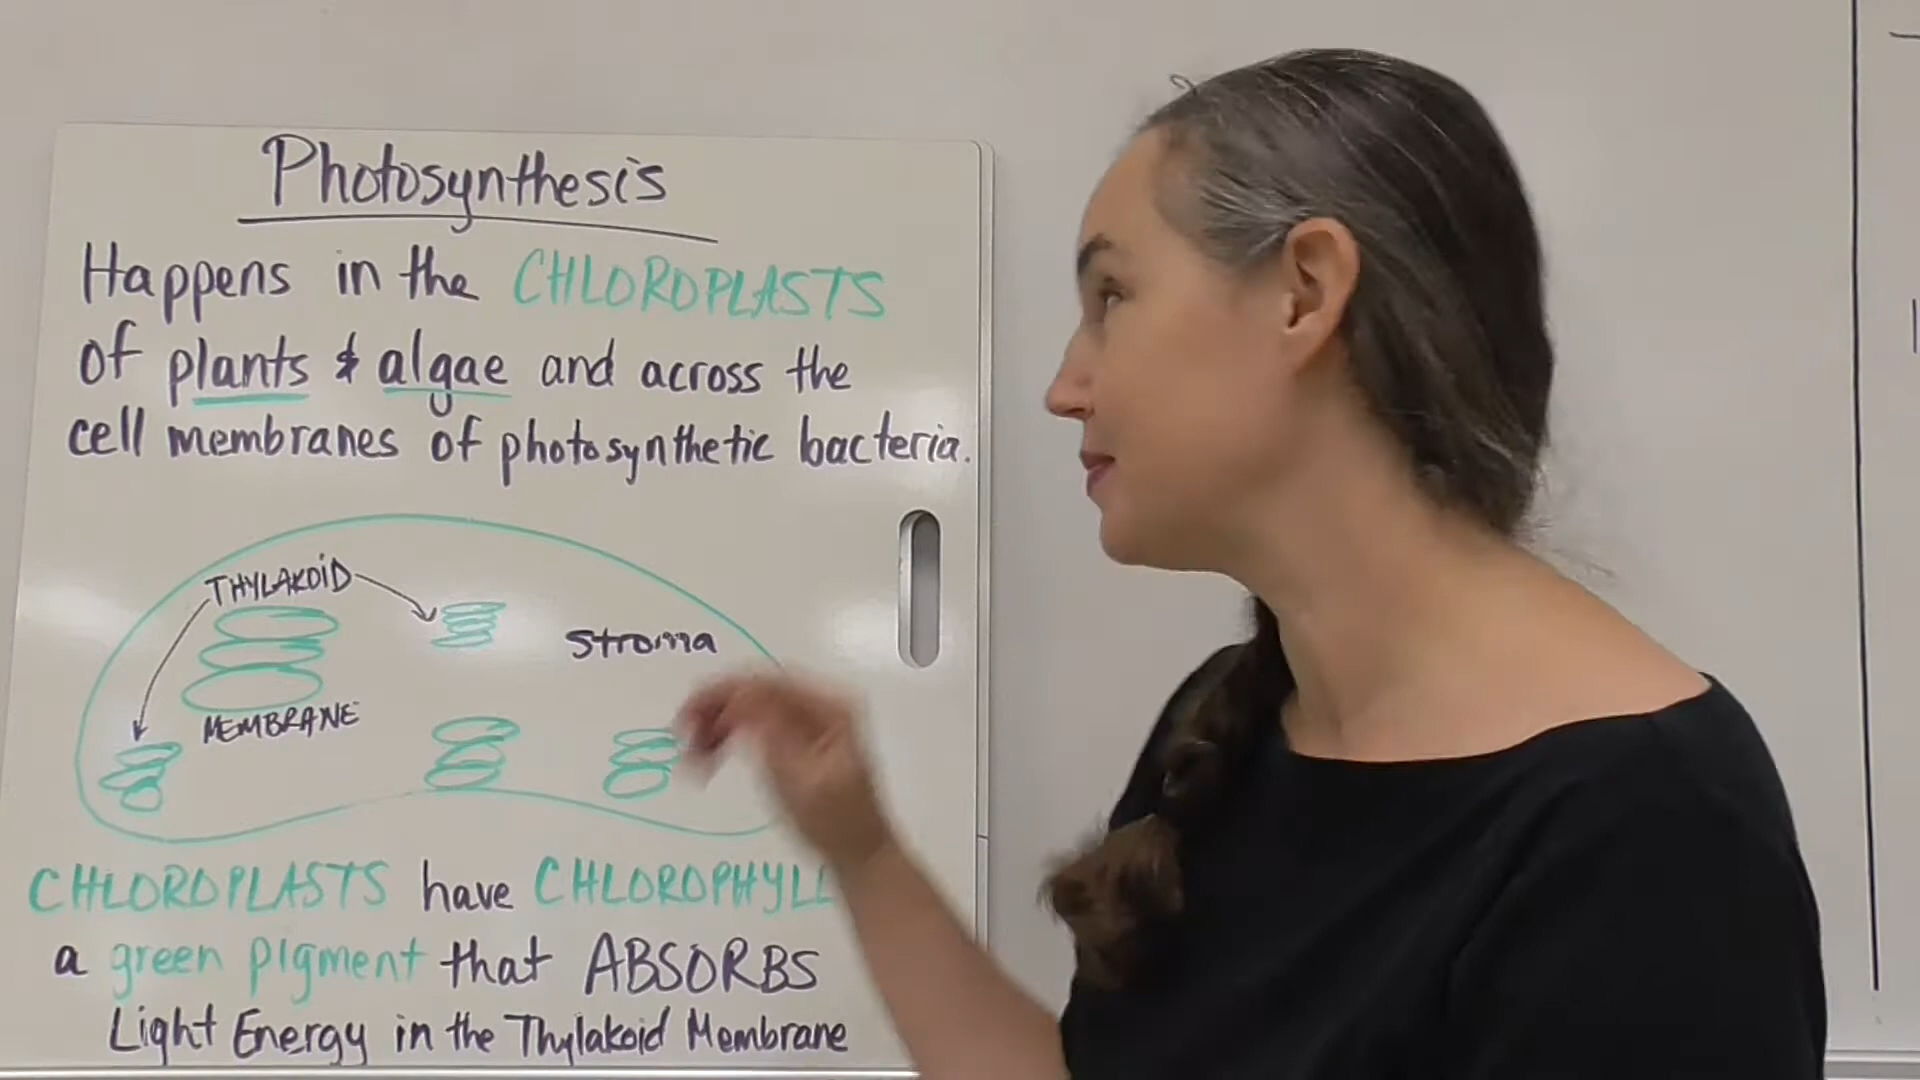 Photosynthesis
Happens in the CHLOROPLASTS
of plants & algae and across the
cell membranes of photosynthetic bacteria.
THYLAKOID
Stroma
MEMBRANE
CHLOROPLASTS have CHLOROPHYLL
a green pigment that ABSORBS
Light Energy in the Thylakoid Membrane